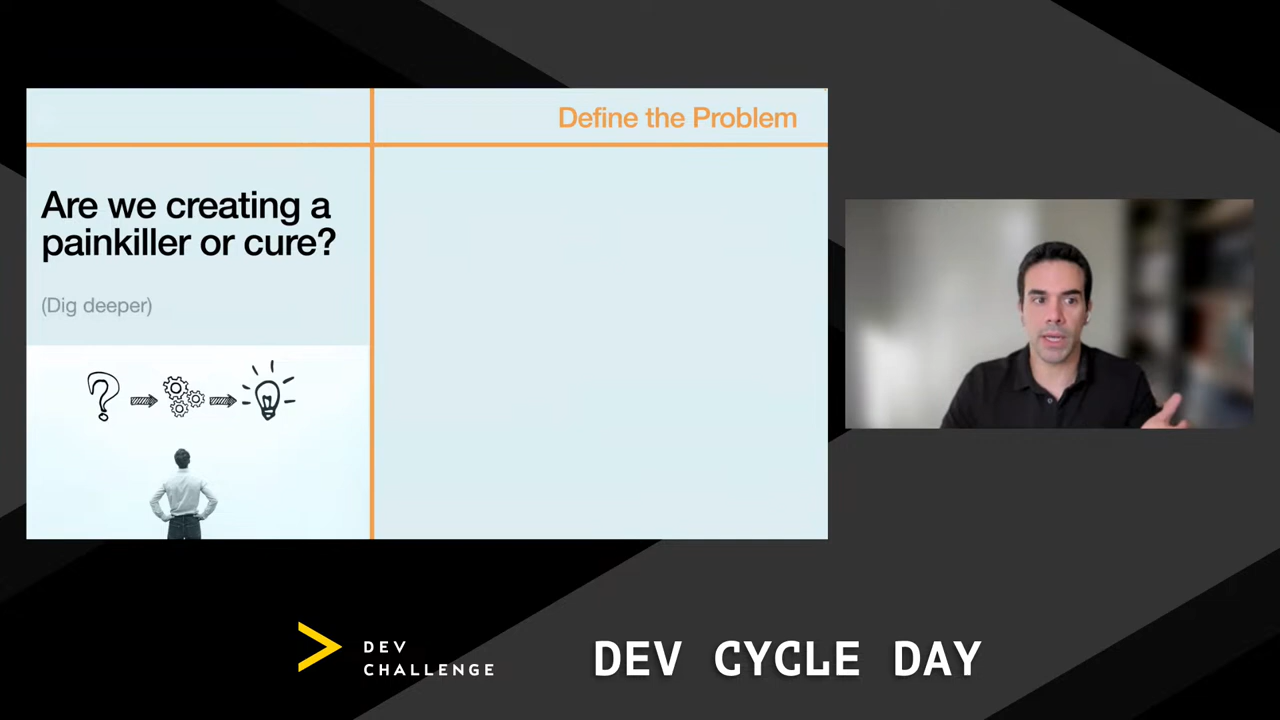 Define the Problem
Are we creating a
painkiller or cure?
(Dig deeper)
DEV
CHALLENGE
DEV CYCLE DAY